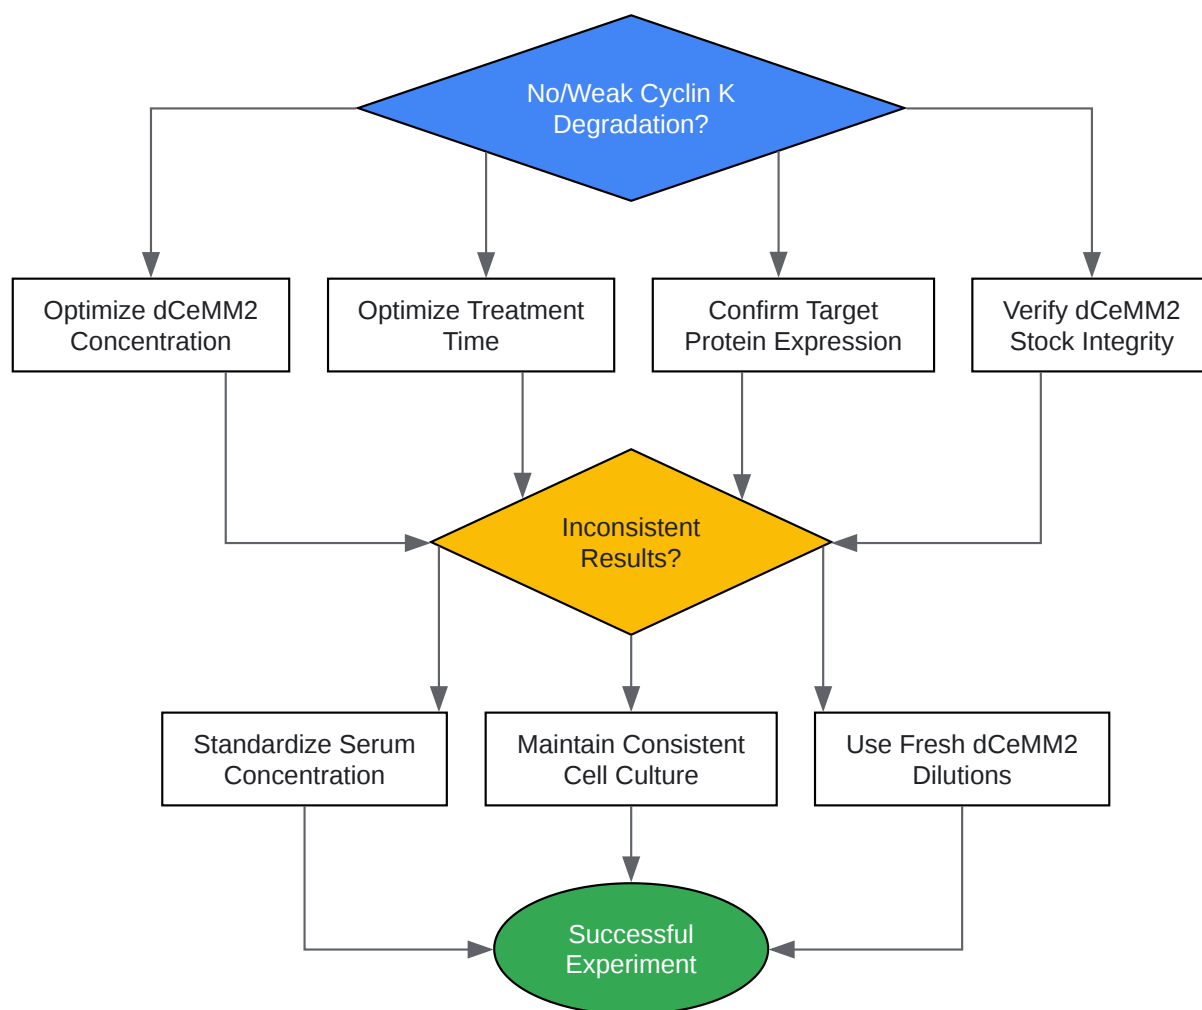 No/Weak Cyclin K
Degradation?
Optimize dCeMM2
Concentration
Optimize Treatment
Time
Confirm Target
Protein Expression
Verify dCeMM2
Stock Integrity
Inconsistent
Results?
Standardize Serum
Concentration
Maintain Consistent
Cell Culture
Use Fresh dCeMM2
Dilutions
Successful
Experiment